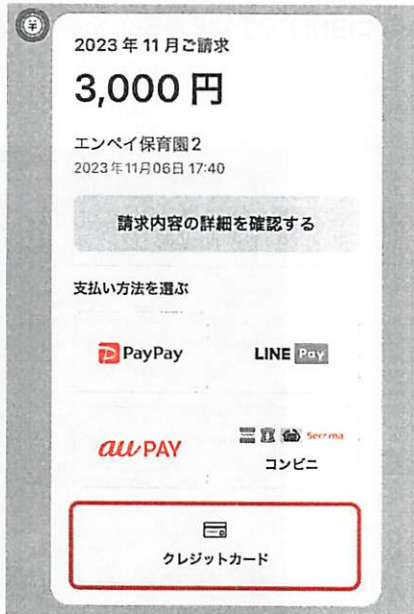 2023年11月ご請求
3,000円
エンペイ保育園2
2023年11月06日 17:40
請求内容の詳細を確認する
支払い方法を選ぶ
PayPay
LINE Pay
au PAY
Secoma
コンビニ
クレジットカード